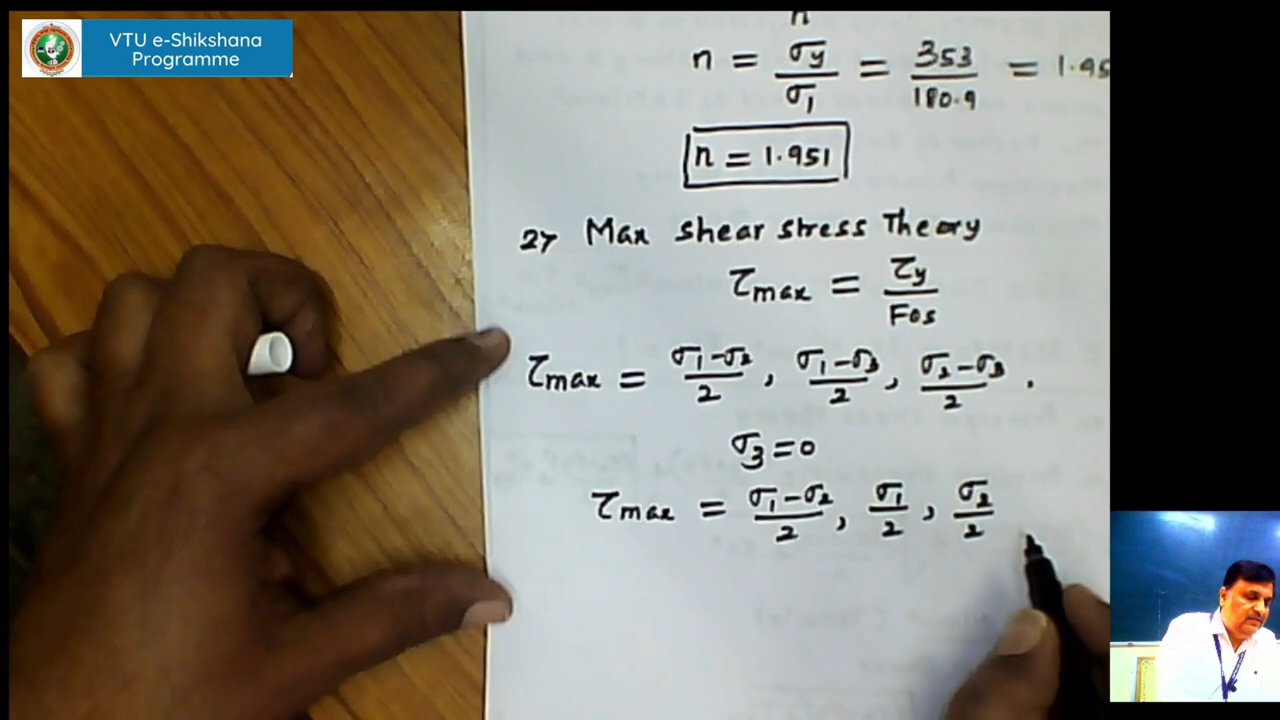 VTU e-Shikshana
Programme
n
n = σy/σ1 = 353/180.9 = 1.95
n = 1.951
2> Max shear stress Theory
τmax = τy/Fos
τmax = σ1-σ2/2, σ1-σ3/2, σ2-σ3/2.
σ3=0
τmax = σ1-σ2/2, σ1/2, σ2/2